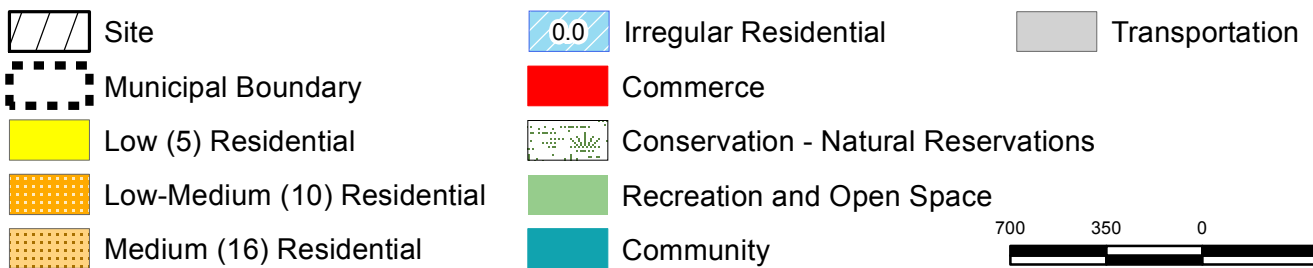 Site
Municipal Boundary
Low (5) Residential
Low-Medium (10) Residential
Medium (16) Residential
0.0 Irregular Residential
Commerce
Conservation - Natural Reservations
Recreation and Open Space
Community
Transportation
700 350 0